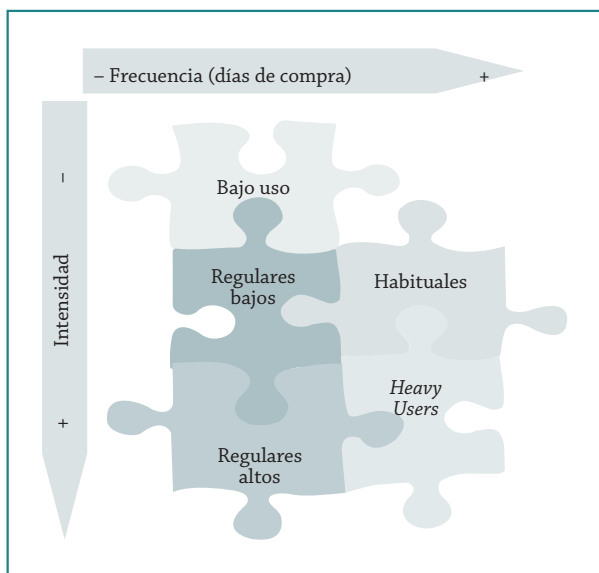 – Frecuencia (días de compra) +
–
Intensidad
+
Bajo uso
Regulares
bajos
Habituales
Heavy
Users
Regulares
altos